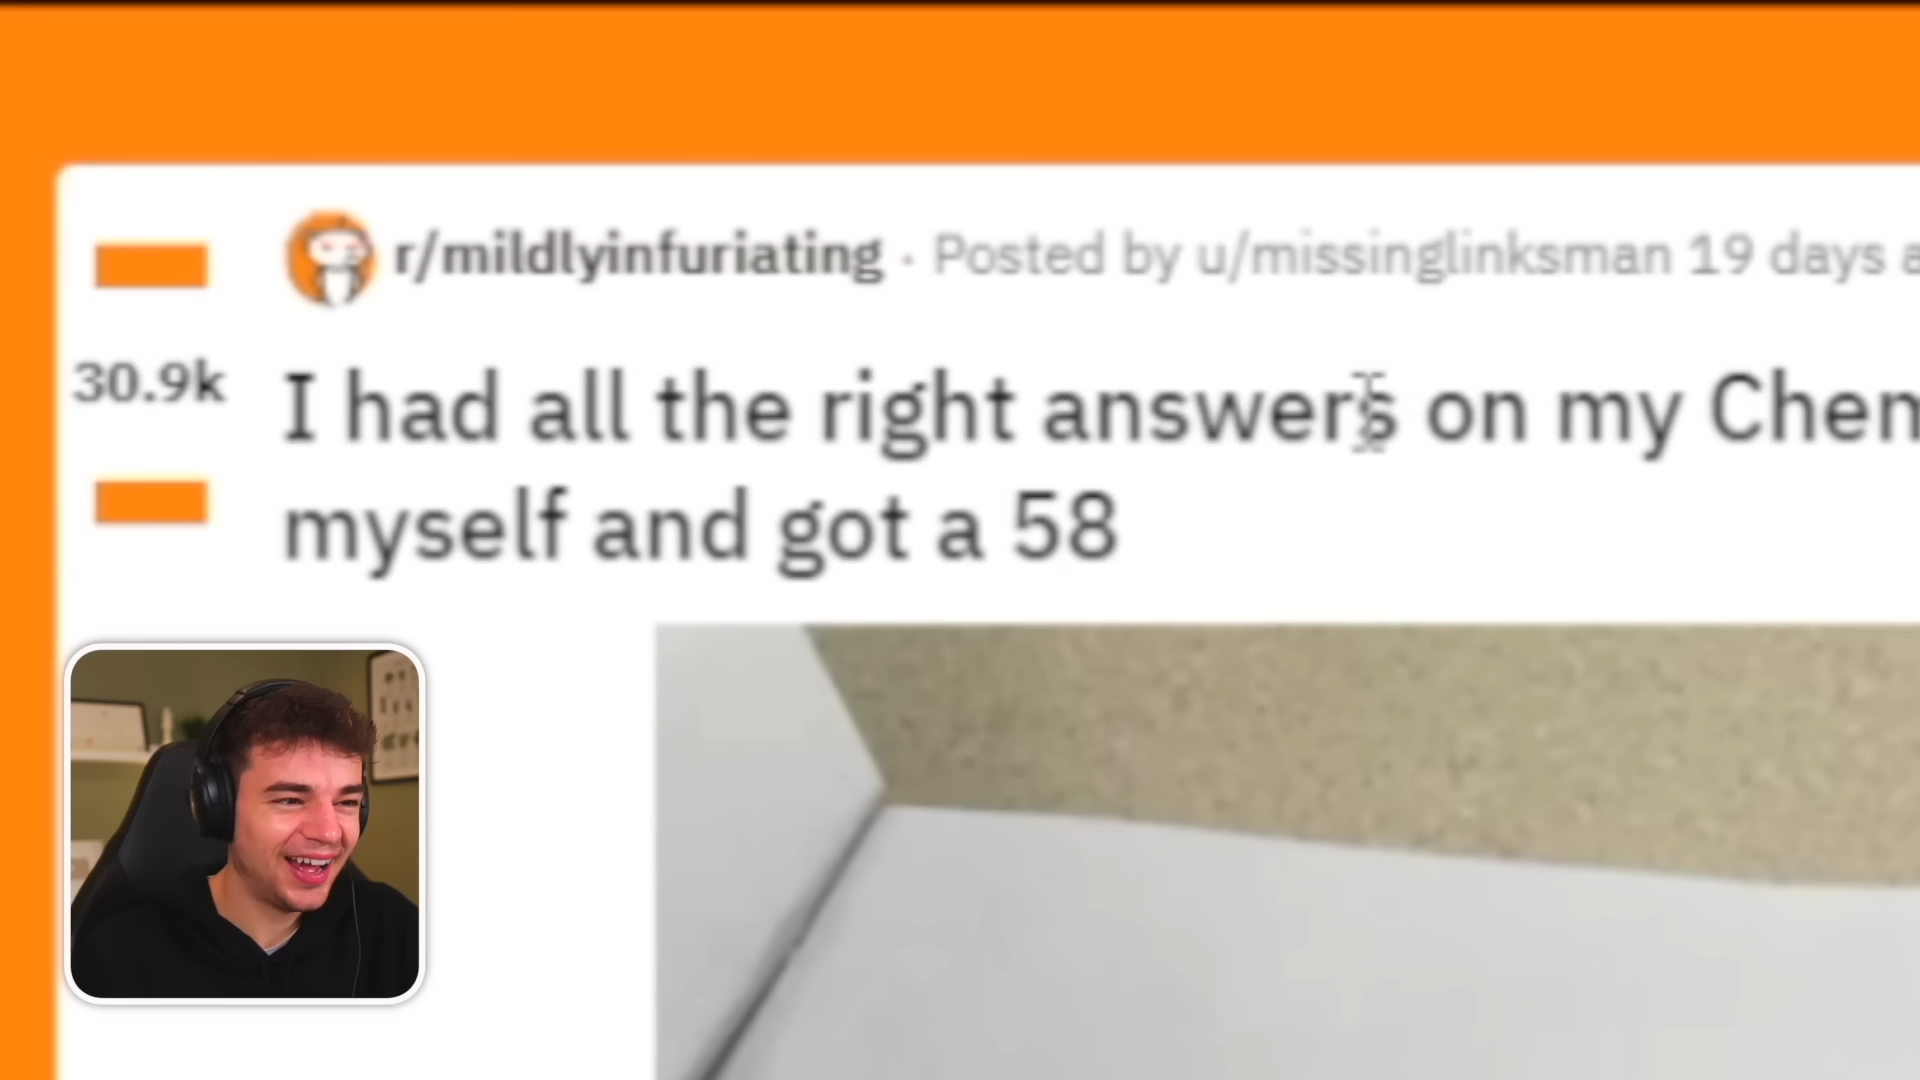 r/mildlyinfuriating · Posted by u/missinglinksman 19 days
30.9k
I had all the right answers on my
myself and got a 58